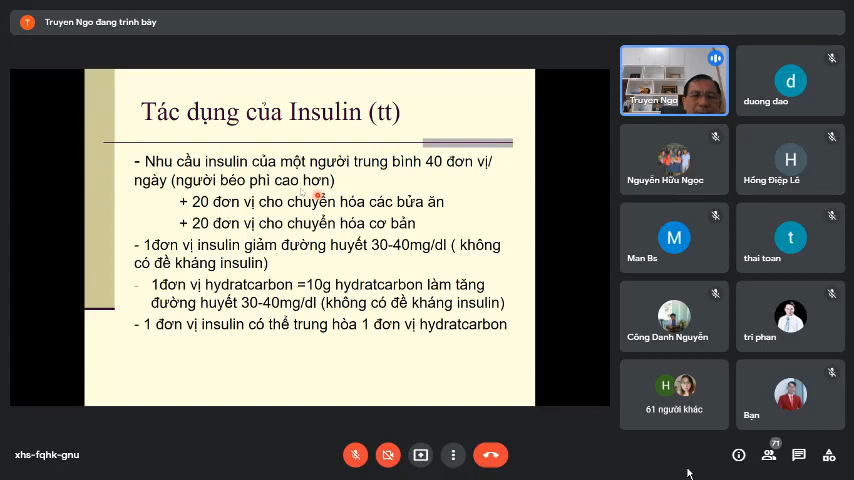 T
Truyen Ngo đang trình bày
Tác dụng của Insulin (tt)
- Nhu cầu insulin của một người trung bình 40 đơn vị/
ngày (người béo phì cao hơn)
+ 20 đơn vị cho chuyển hóa các bửa ăn
+ 20 đơn vị cho chuyển hóa cơ bản
- 1đơn vị insulin giảm đường huyết 30-40mg/dl ( không
có đề kháng insulin)
- 1đơn vị hydratcarbon =10g hydratcarbon làm tăng
đường huyết 30-40mg/dl (không có đề kháng insulin)
- 1 đơn vị insulin có thể trung hòa 1 đơn vị hydratcarbon
Truyen Ngo
d
duong dao
Nguyễn Hữu Ngọc
H
Hồng Điệp Lê
M
Man Bs
t
thai toan
Công Danh Nguyễn
tri phan
H
61 người khác
Bạn
xhs-fqhk-gnu
71